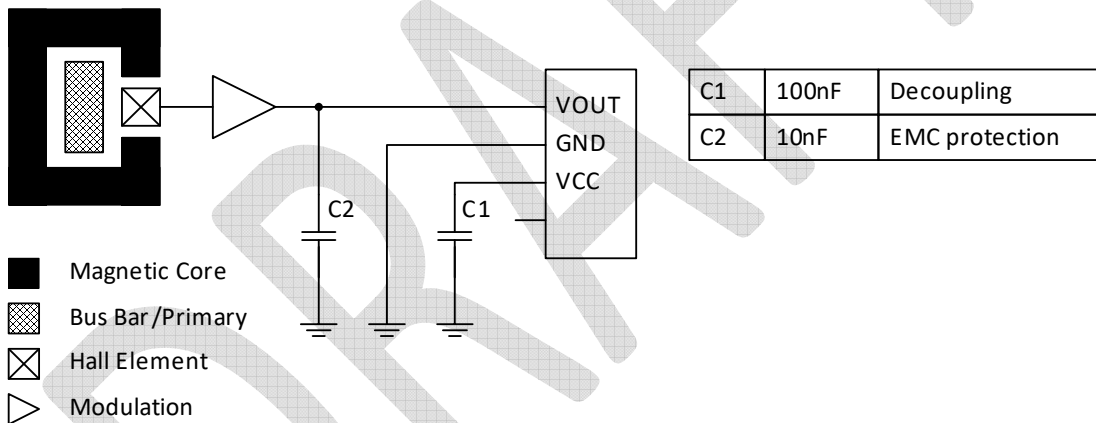 VOUT
GND
VCC
C2
C1
C1 100nF Decoupling
C2 10nF EMC protection
Magnetic Core
Bus Bar/Primary
Hall Element
Modulation
DRAFT